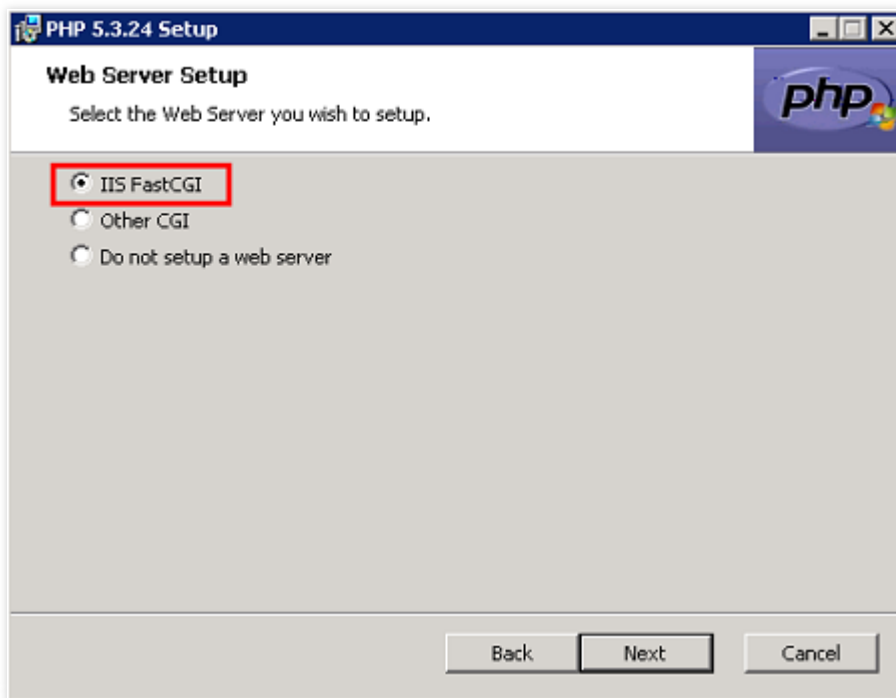 PHP 5.3.24 Setup
Web Server Setup
Select the Web Server you wish to setup.
php
IIS FastCGI
Other CGI
Do not setup a web server
Back Next Cancel